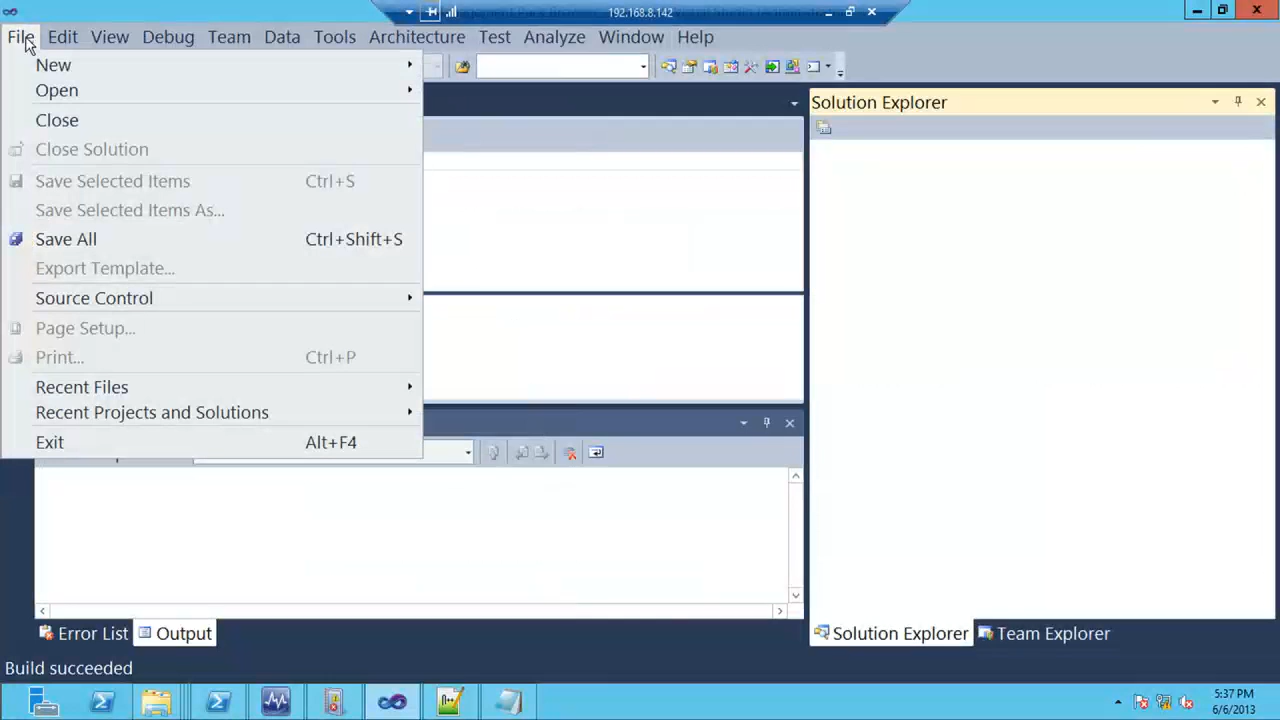 192.168.8.142
File Edit View Debug Team Data Tools Architecture Test Analyze Window Help
New
Open
Close
Close Solution
Save Selected Items Ctrl+S
Save Selected Items As...
Save All Ctrl+Shift+S
Export Template...
Source Control
Page Setup...
Print... Ctrl+P
Recent Files
Recent Projects and Solutions
Exit Alt+F4
Solution Explorer
Error List Output
Solution Explorer Team Explorer
Build succeeded
5:37 PM
6/6/2013